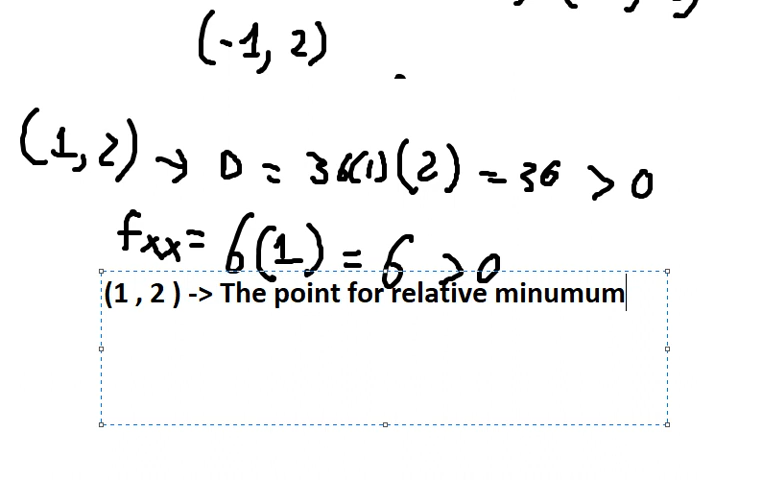 (-1, 2)
(1, 2) → D = 36(1)(2) = 36 > 0
fxx = 6(1) = 6 > 0
(1 , 2 ) -> The point for relative minumum